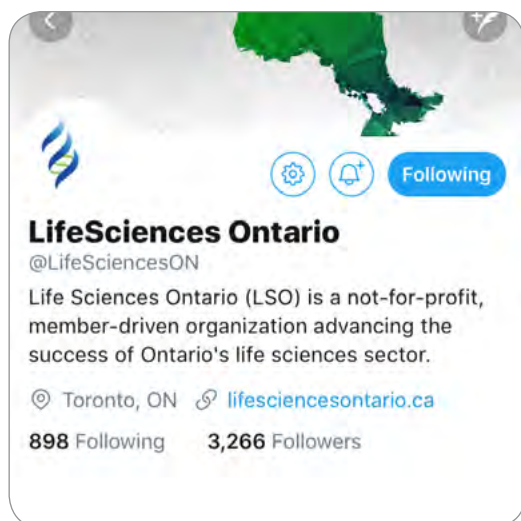 Following
LifeSciences Ontario
@LifeSciencesON
Life Sciences Ontario (LSO) is a not-for-profit,
member-driven organization advancing the
success of Ontario's life sciences sector.
Toronto, ON lifesciencesontario.ca
898 Following 3,266 Followers